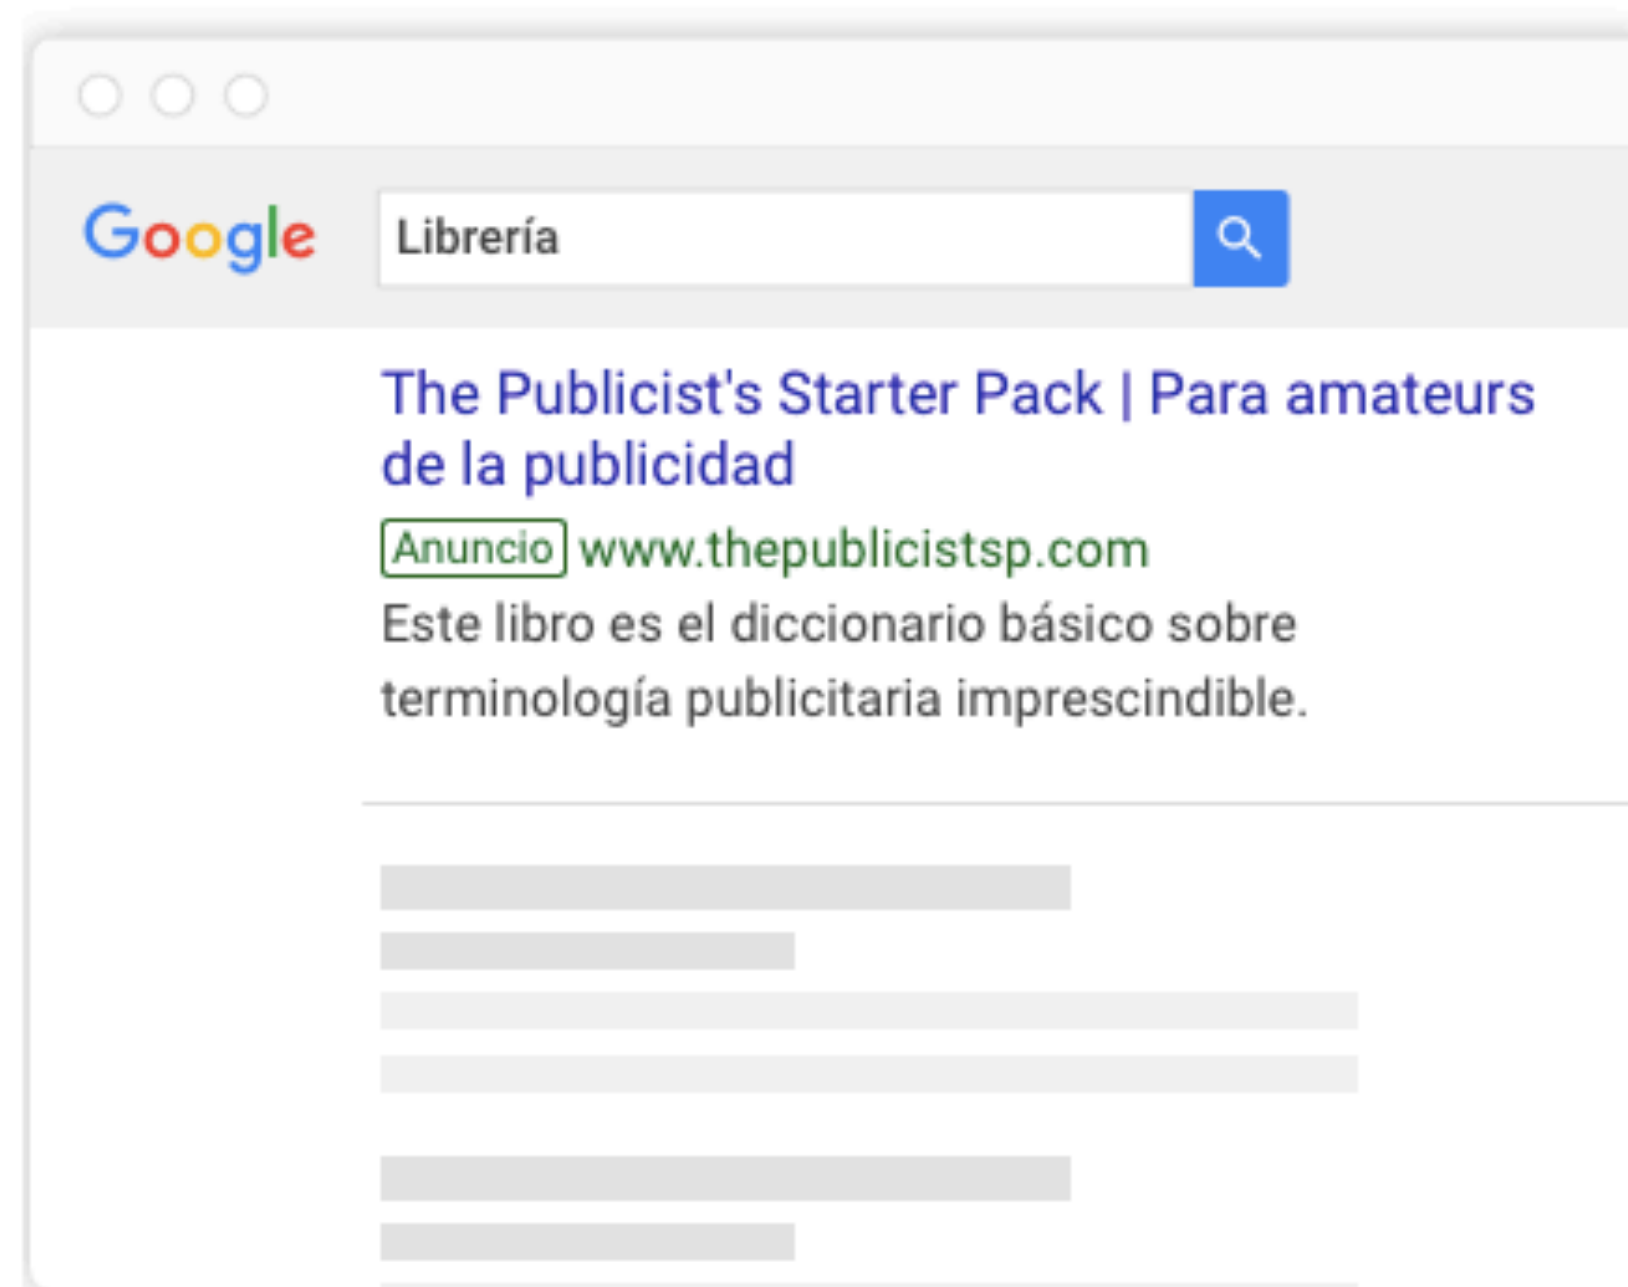 Google Librería
The Publicist's Starter Pack | Para amateurs
de la publicidad
Anuncio www.thepublicistsp.com
Este libro es el diccionario básico sobre
terminología publicitaria imprescindible.